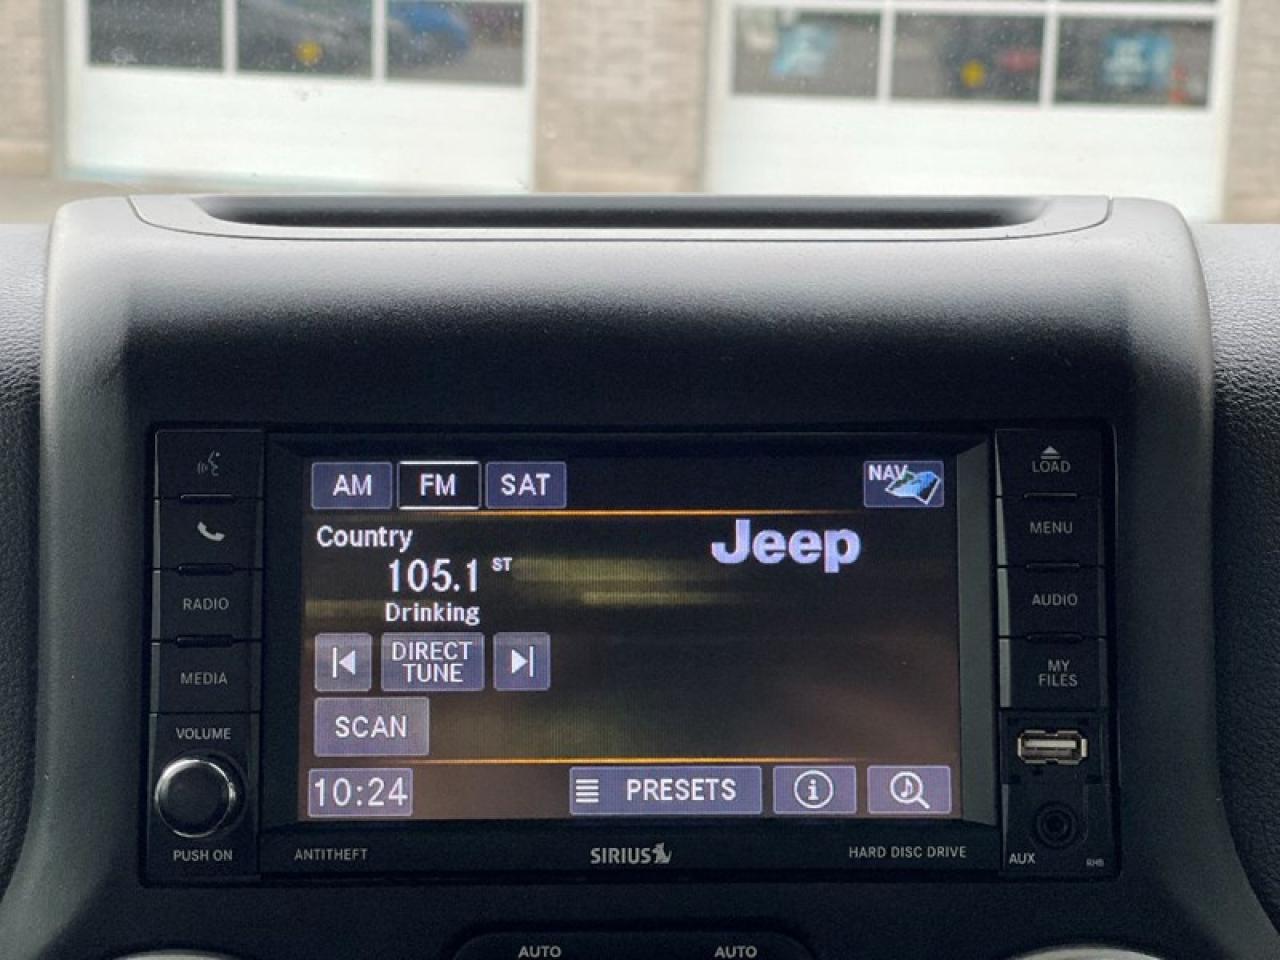 AM FM SAT NAV
Country
105.1 ST
Drinking
Jeep
DIRECT
TUNE
SCAN
10:24
PRESETS
RADIO
MEDIA
VOLUME
PUSH ON
LOAD
MENU
AUDIO
MY
FILES
AUX
RHB
ANTITHEFT
SIRIUS
HARD DISC DRIVE
AUTO
AUTO